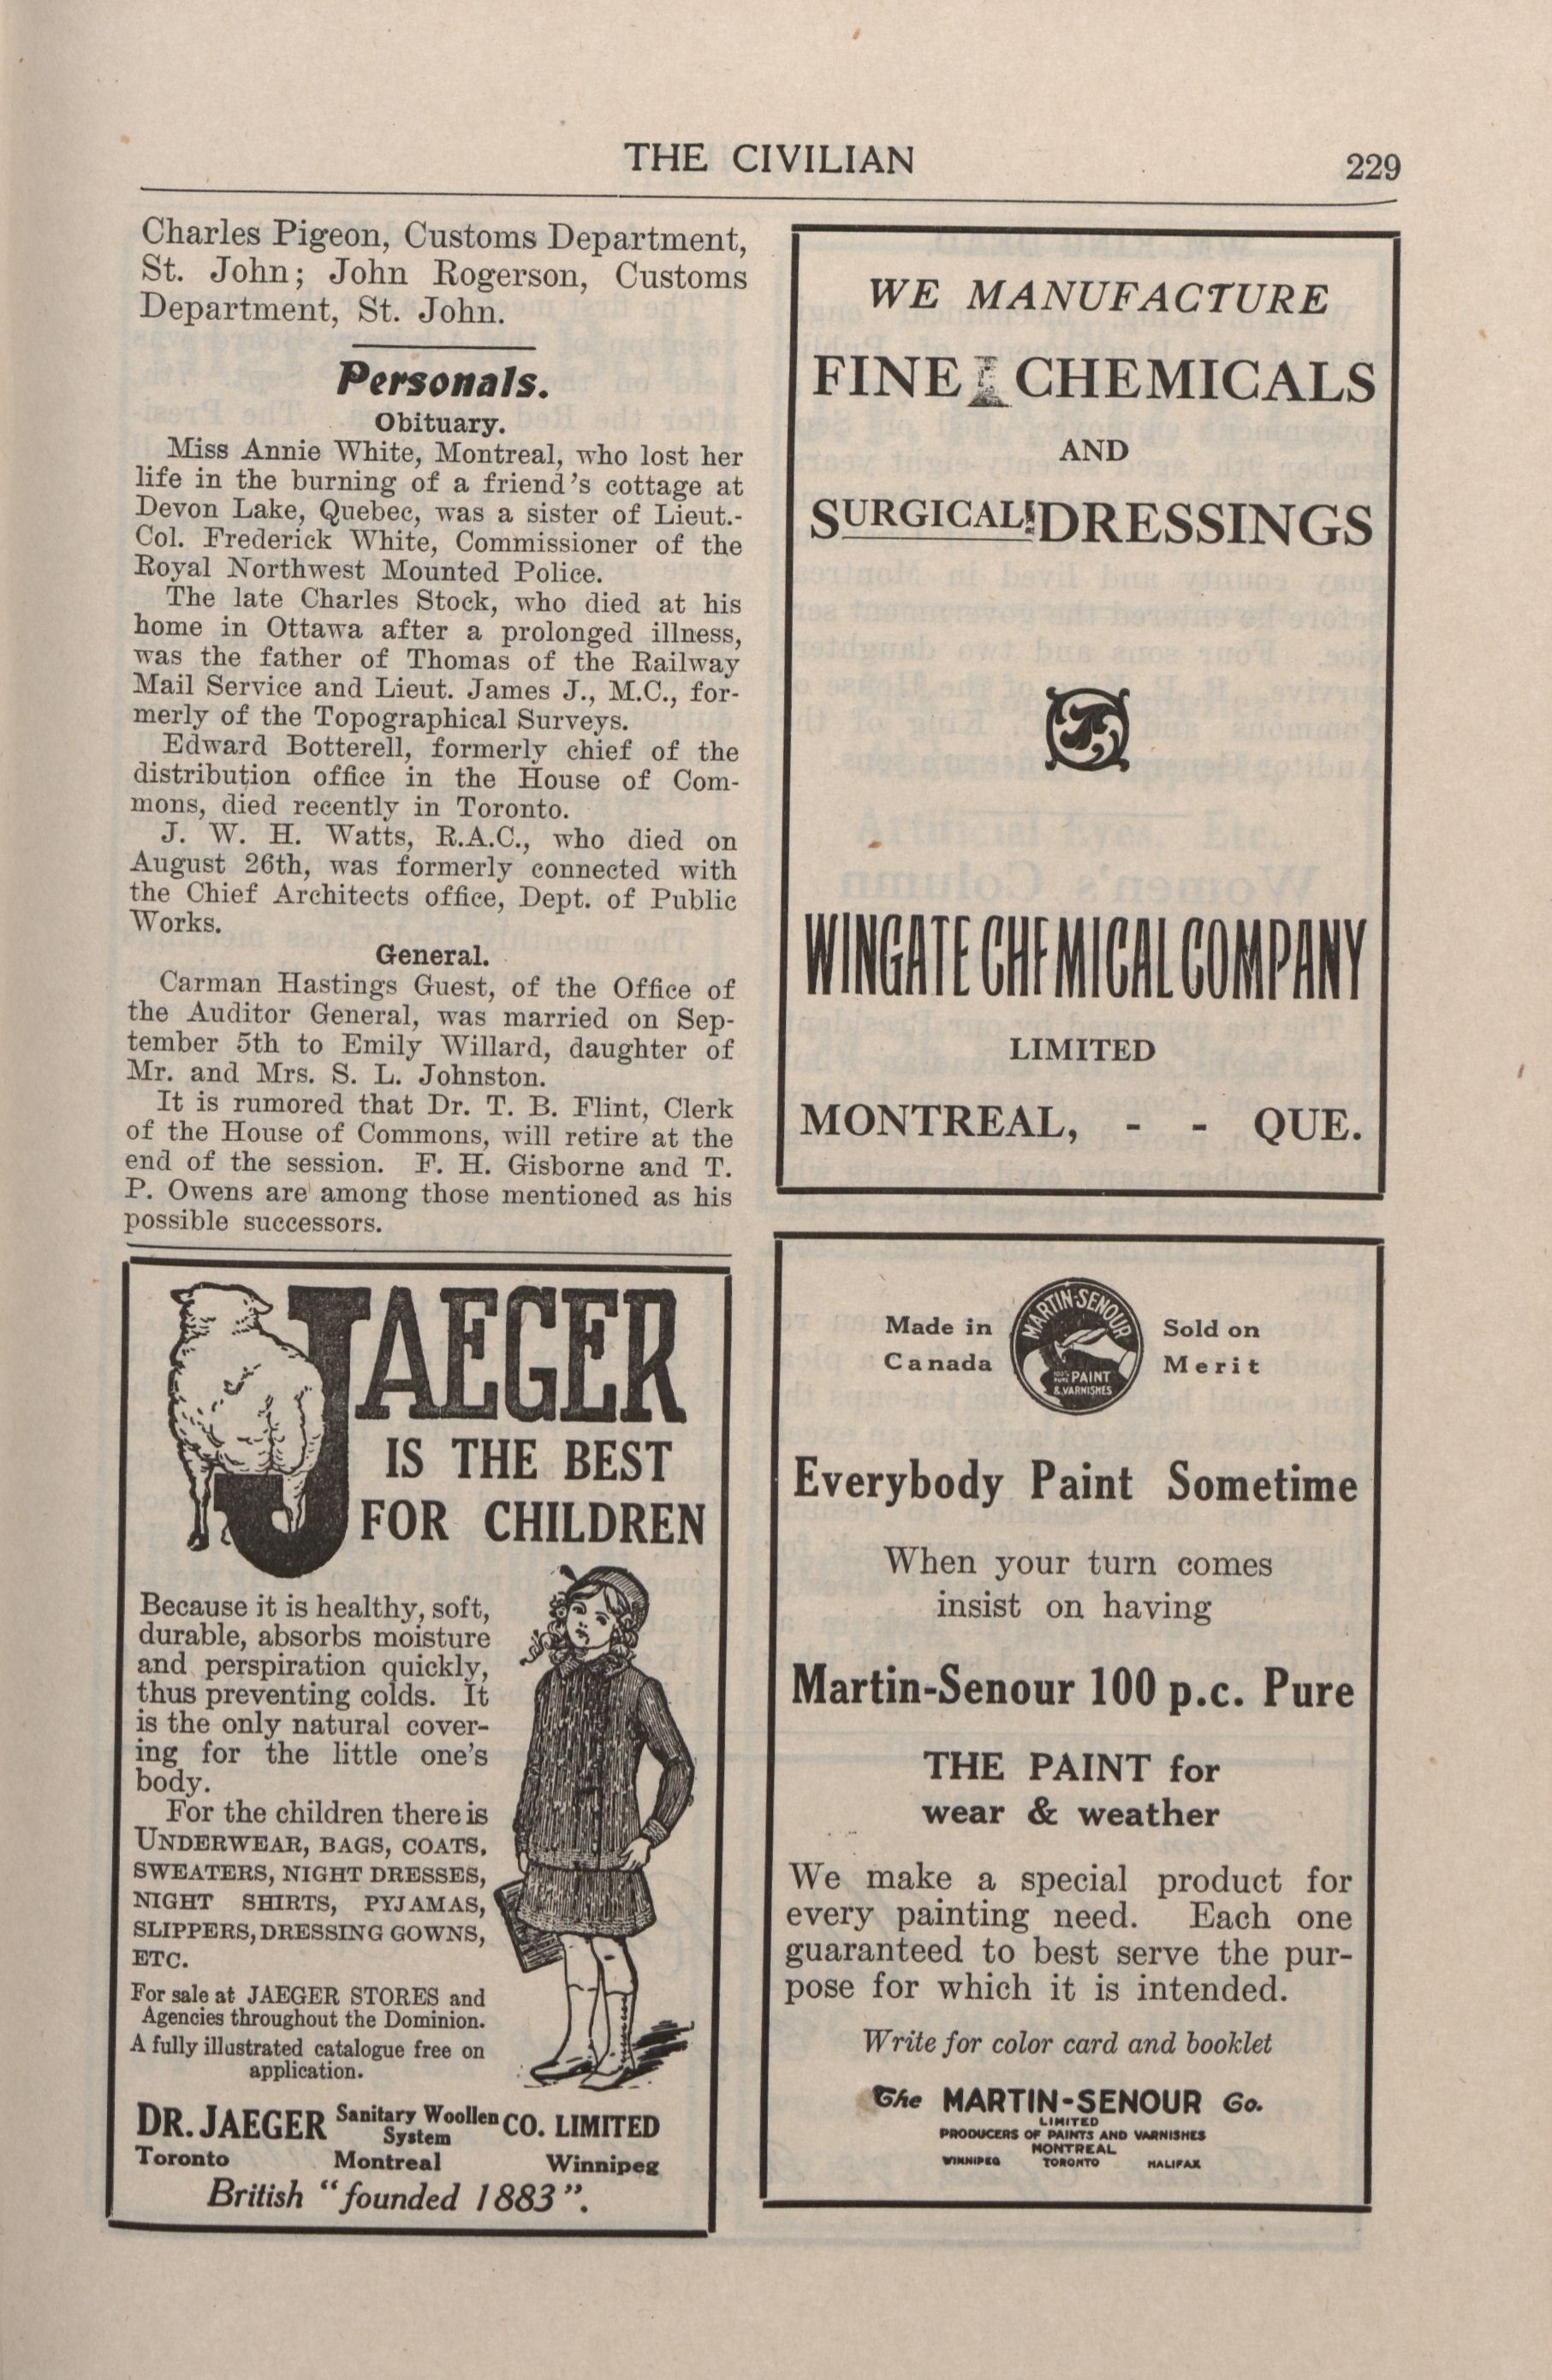 THE CIVILIAN
229
Charles Pigeon, Customs Department,
St. John; John Rogerson, Customs
Department, St. John.
Personals.
Obituary.
Miss Annie White, Montreal, who lost her
life in the burning of a friend's cottage at
Devon Lake, Quebec, was a sister of Lieut.-
Col. Frederick White, Commissioner of the
Royal Northwest Mounted Police.
The late Charles Stock, who died at his
home in Ottawa after a prolonged illness,
was the father of Thomas of the Railway
Mail Service and Lieut. James J., M.C., for-
merly of the Topographical Surveys.
Edward Botterell, formerly chief of the
distribution office in the House of Com-
mons, died recently in Toronto.
J. W. H. Watts, R.A.C., who died on
August 26th, was formerly connected with
the Chief Architects office, Dept. of Public
Works.
General.
Carman Hastings Guest, of the Office of
the Auditor General, was married on Sep-
tember 5th to Emily Willard, daughter of
Mr. and Mrs. S. L. Johnston.
It is rumored that Dr. T. B. Flint, Clerk
of the House of Commons, will retire at the
end of the session. F. H. Gisborne and T.
P. Owens are among those mentioned as his
possible successors.
JAEGER
IS THE BEST
FOR CHILDREN
Because it is healthy, soft,
durable, absorbs moisture
and perspiration quickly,
thus preventing colds. It
is the only natural cover-
ing for the little one's
body.
For the children there is
UNDERWEAR, BAGS, COATS,
SWEATERS, NIGHT DRESSES,
NIGHT SHIRTS, PYJAMAS,
SLIPPERS, DRESSING GOWNS,
ETC.
For sale at JAEGER STORES and
Agencies throughout the Dominion.
A fully illustrated catalogue free on
application.
DR. JAEGER Sanitary Woollen System CO. LIMITED
Toronto Montreal Winnipeg
British "founded 1883".
WE MANUFACTURE
FINE CHEMICALS
AND
SURGICAL DRESSINGS
WINGATE CHEMICAL COMPANY
LIMITED
MONTREAL, - - QUE.
Made in
Canada
MARTIN-SENOUR
100% PURE PAINT
& VARNISHES
Sold on
Merit
Everybody Paint Sometime
When your turn comes
insist on having
Martin-Senour 100 p.c. Pure
THE PAINT for
wear & weather
We make a special product for
every painting need. Each one
guaranteed to best serve the pur-
pose for which it is intended.
Write for color card and booklet
The MARTIN-SENOUR Co.
LIMITED
PRODUCERS OF PAINTS AND VARNISHES
MONTREAL
WINNIPEG TORONTO HALIFAX